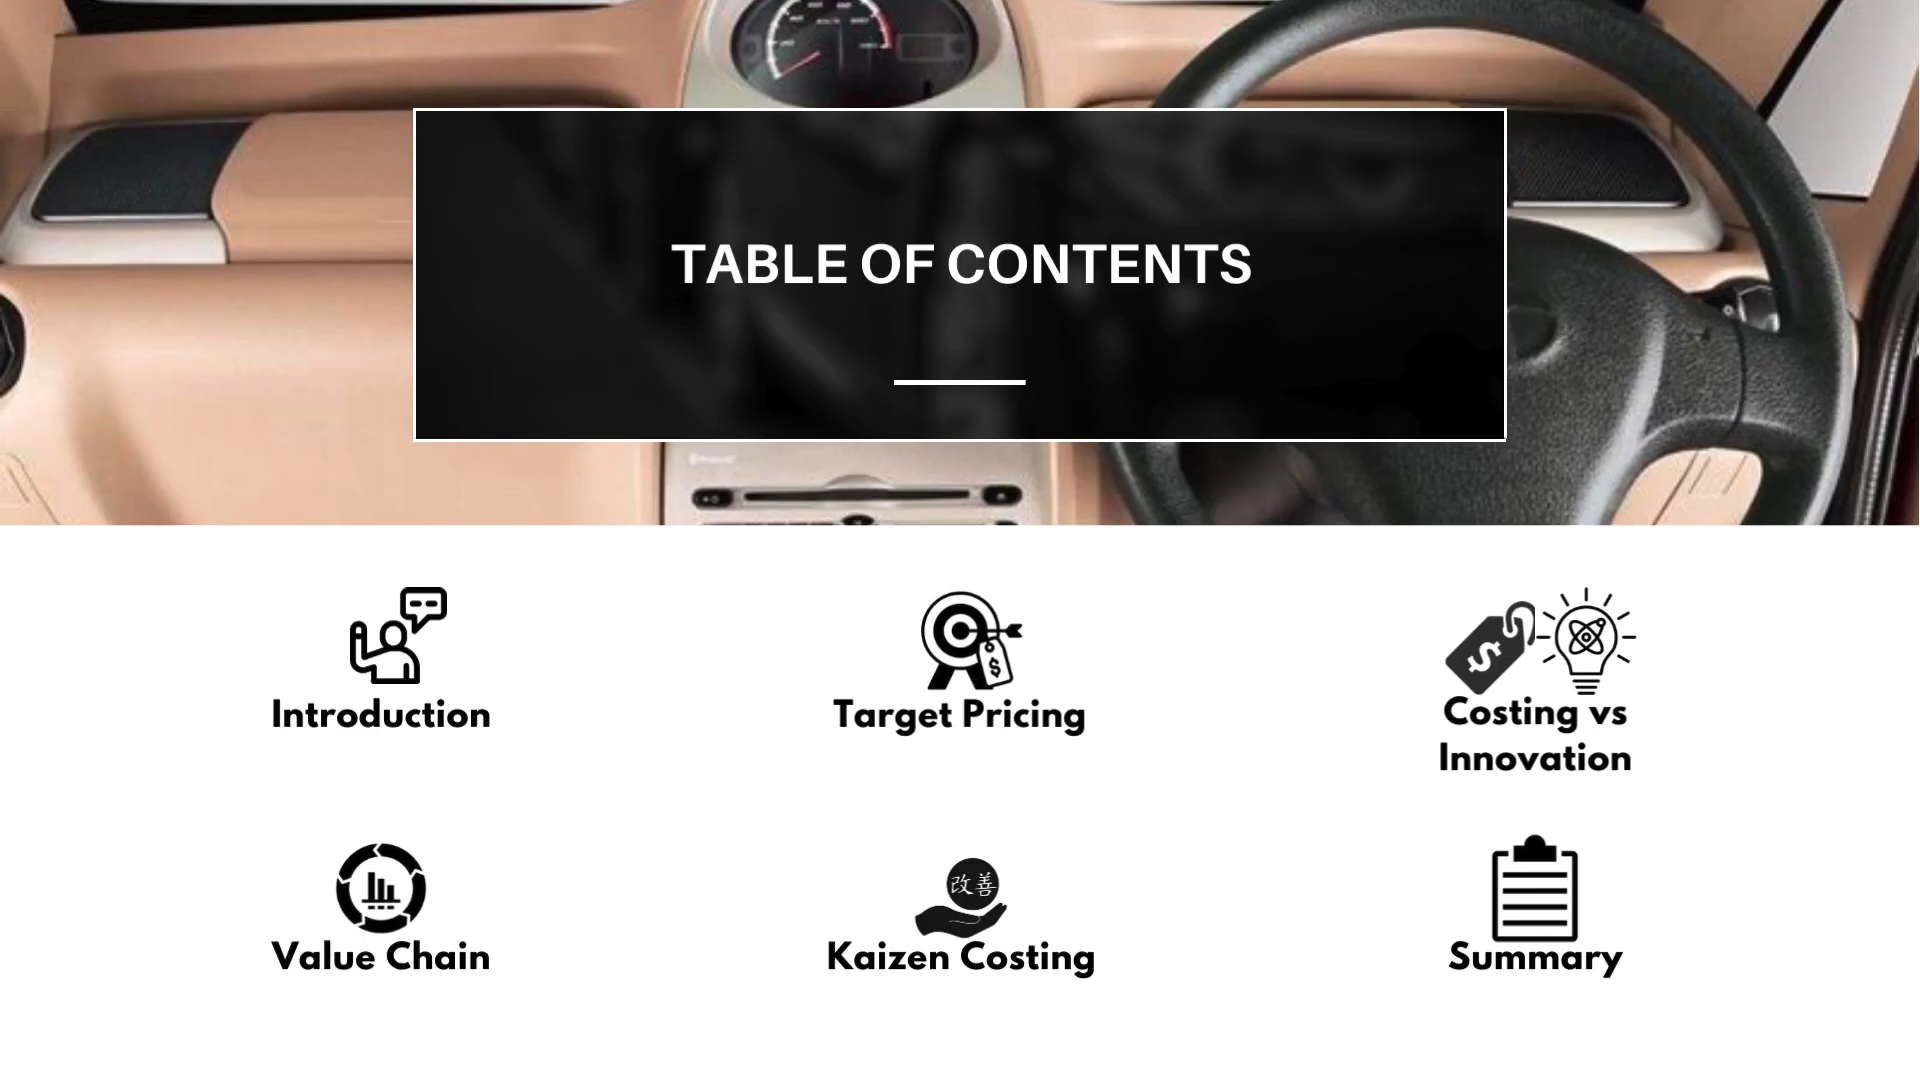 TABLE OF CONTENTS
Introduction
Target Pricing
$
$
Costing vs
Innovation
Value Chain
改善
Kaizen Costing
Summary